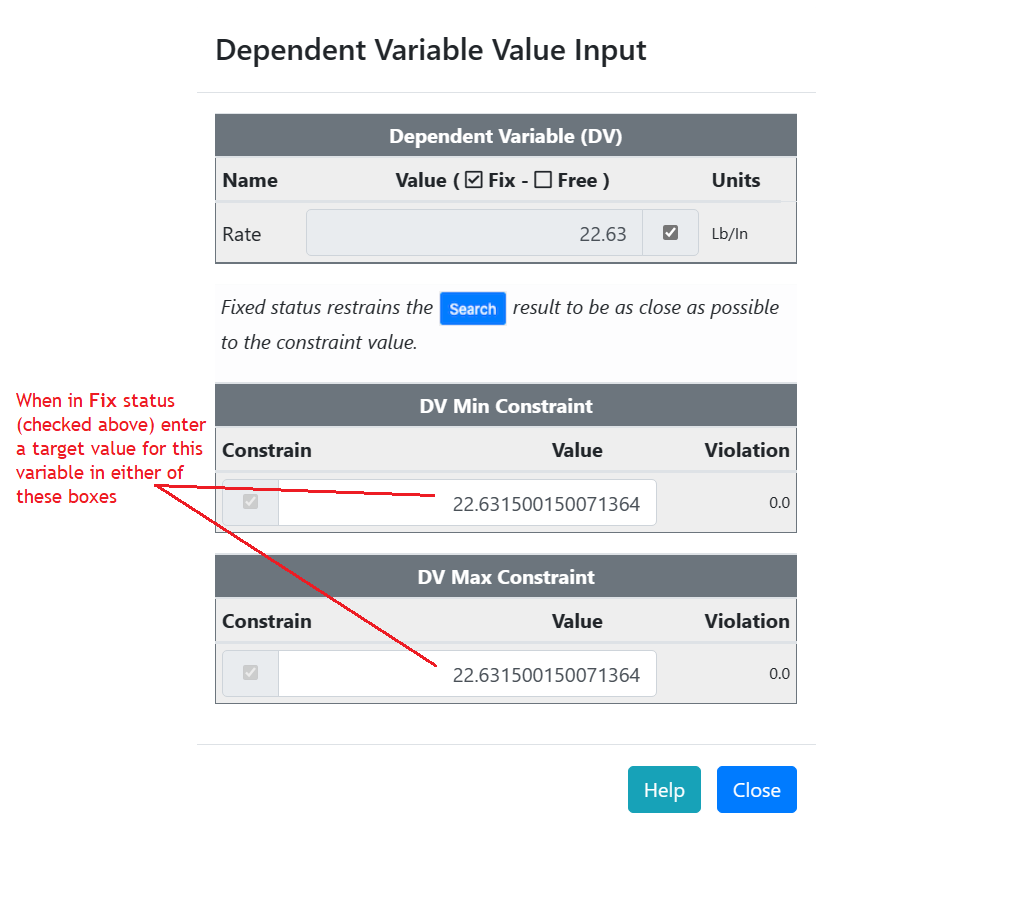 Dependent Variable Value Input
Dependent Variable (DV)
Name Value ( ☑ Fix - ☐ Free ) Units
Rate 22.63 Lb/In
Fixed status restrains the Search result to be as close as possible
to the constraint value.
When in Fix status
(checked above) enter
a target value for this
variable in either of
these boxes
DV Min Constraint
Constrain Value Violation
22.631500150071364 0.0
DV Max Constraint
Constrain Value Violation
22.631500150071364 0.0
Help Close